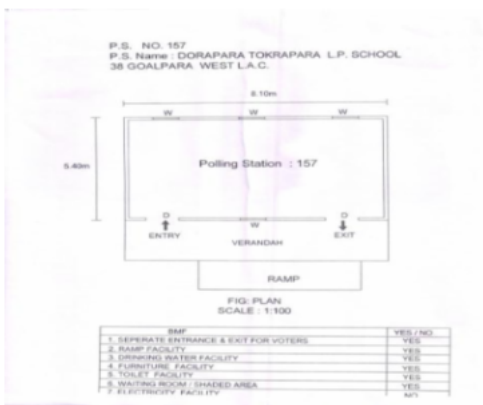 P.S. NO. 157
P.S. Name : DORAPARA TOKRAPARA L.P. SCHOOL
38 GOALPARA WEST L.A.C.
8.10m
W W W
5.40m
Polling Station : 157
D W D
ENTRY EXIT
VERANDAH
RAMP
FIG: PLAN
SCALE : 1:100
BMF YES / NO
1. SEPERATE ENTRANCE & EXIT FOR VOTERS YES
2. RAMP FACILITY YES
3. DRINKING WATER FACILITY YES
4. FURNITURE FACILITY YES
5. TOILET FACILITY YES
6. WAITING ROOM / SHADED AREA YES
7. ELECTRICITY FACILITY NO